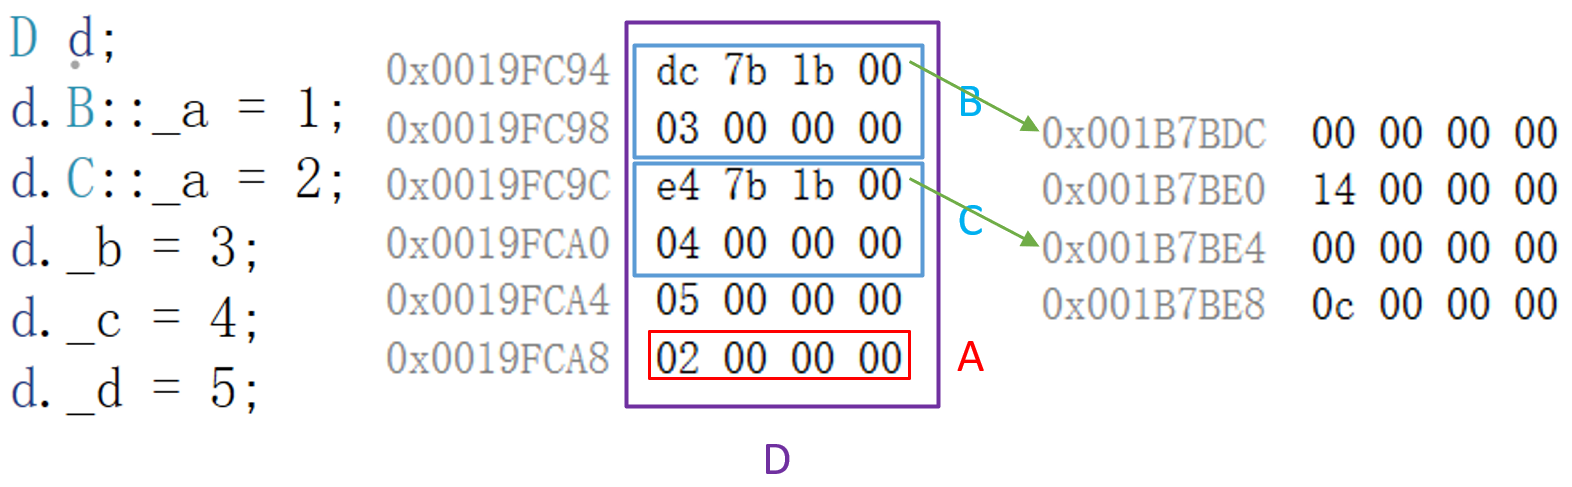 D d;
d.B::_a = 1;
d.C::_a = 2;
d._b = 3;
d._c = 4;
d._d = 5;
0x0019FC94 dc 7b 1b 00
0x0019FC98 03 00 00 00
0x0019FC9C e4 7b 1b 00
0x0019FCA0 04 00 00 00
0x0019FCA4 05 00 00 00
0x0019FCA8 02 00 00 00
B
C
A
D
0x001B7BDC 00 00 00 00
0x001B7BE0 14 00 00 00
0x001B7BE4 00 00 00 00
0x001B7BE8 0c 00 00 00